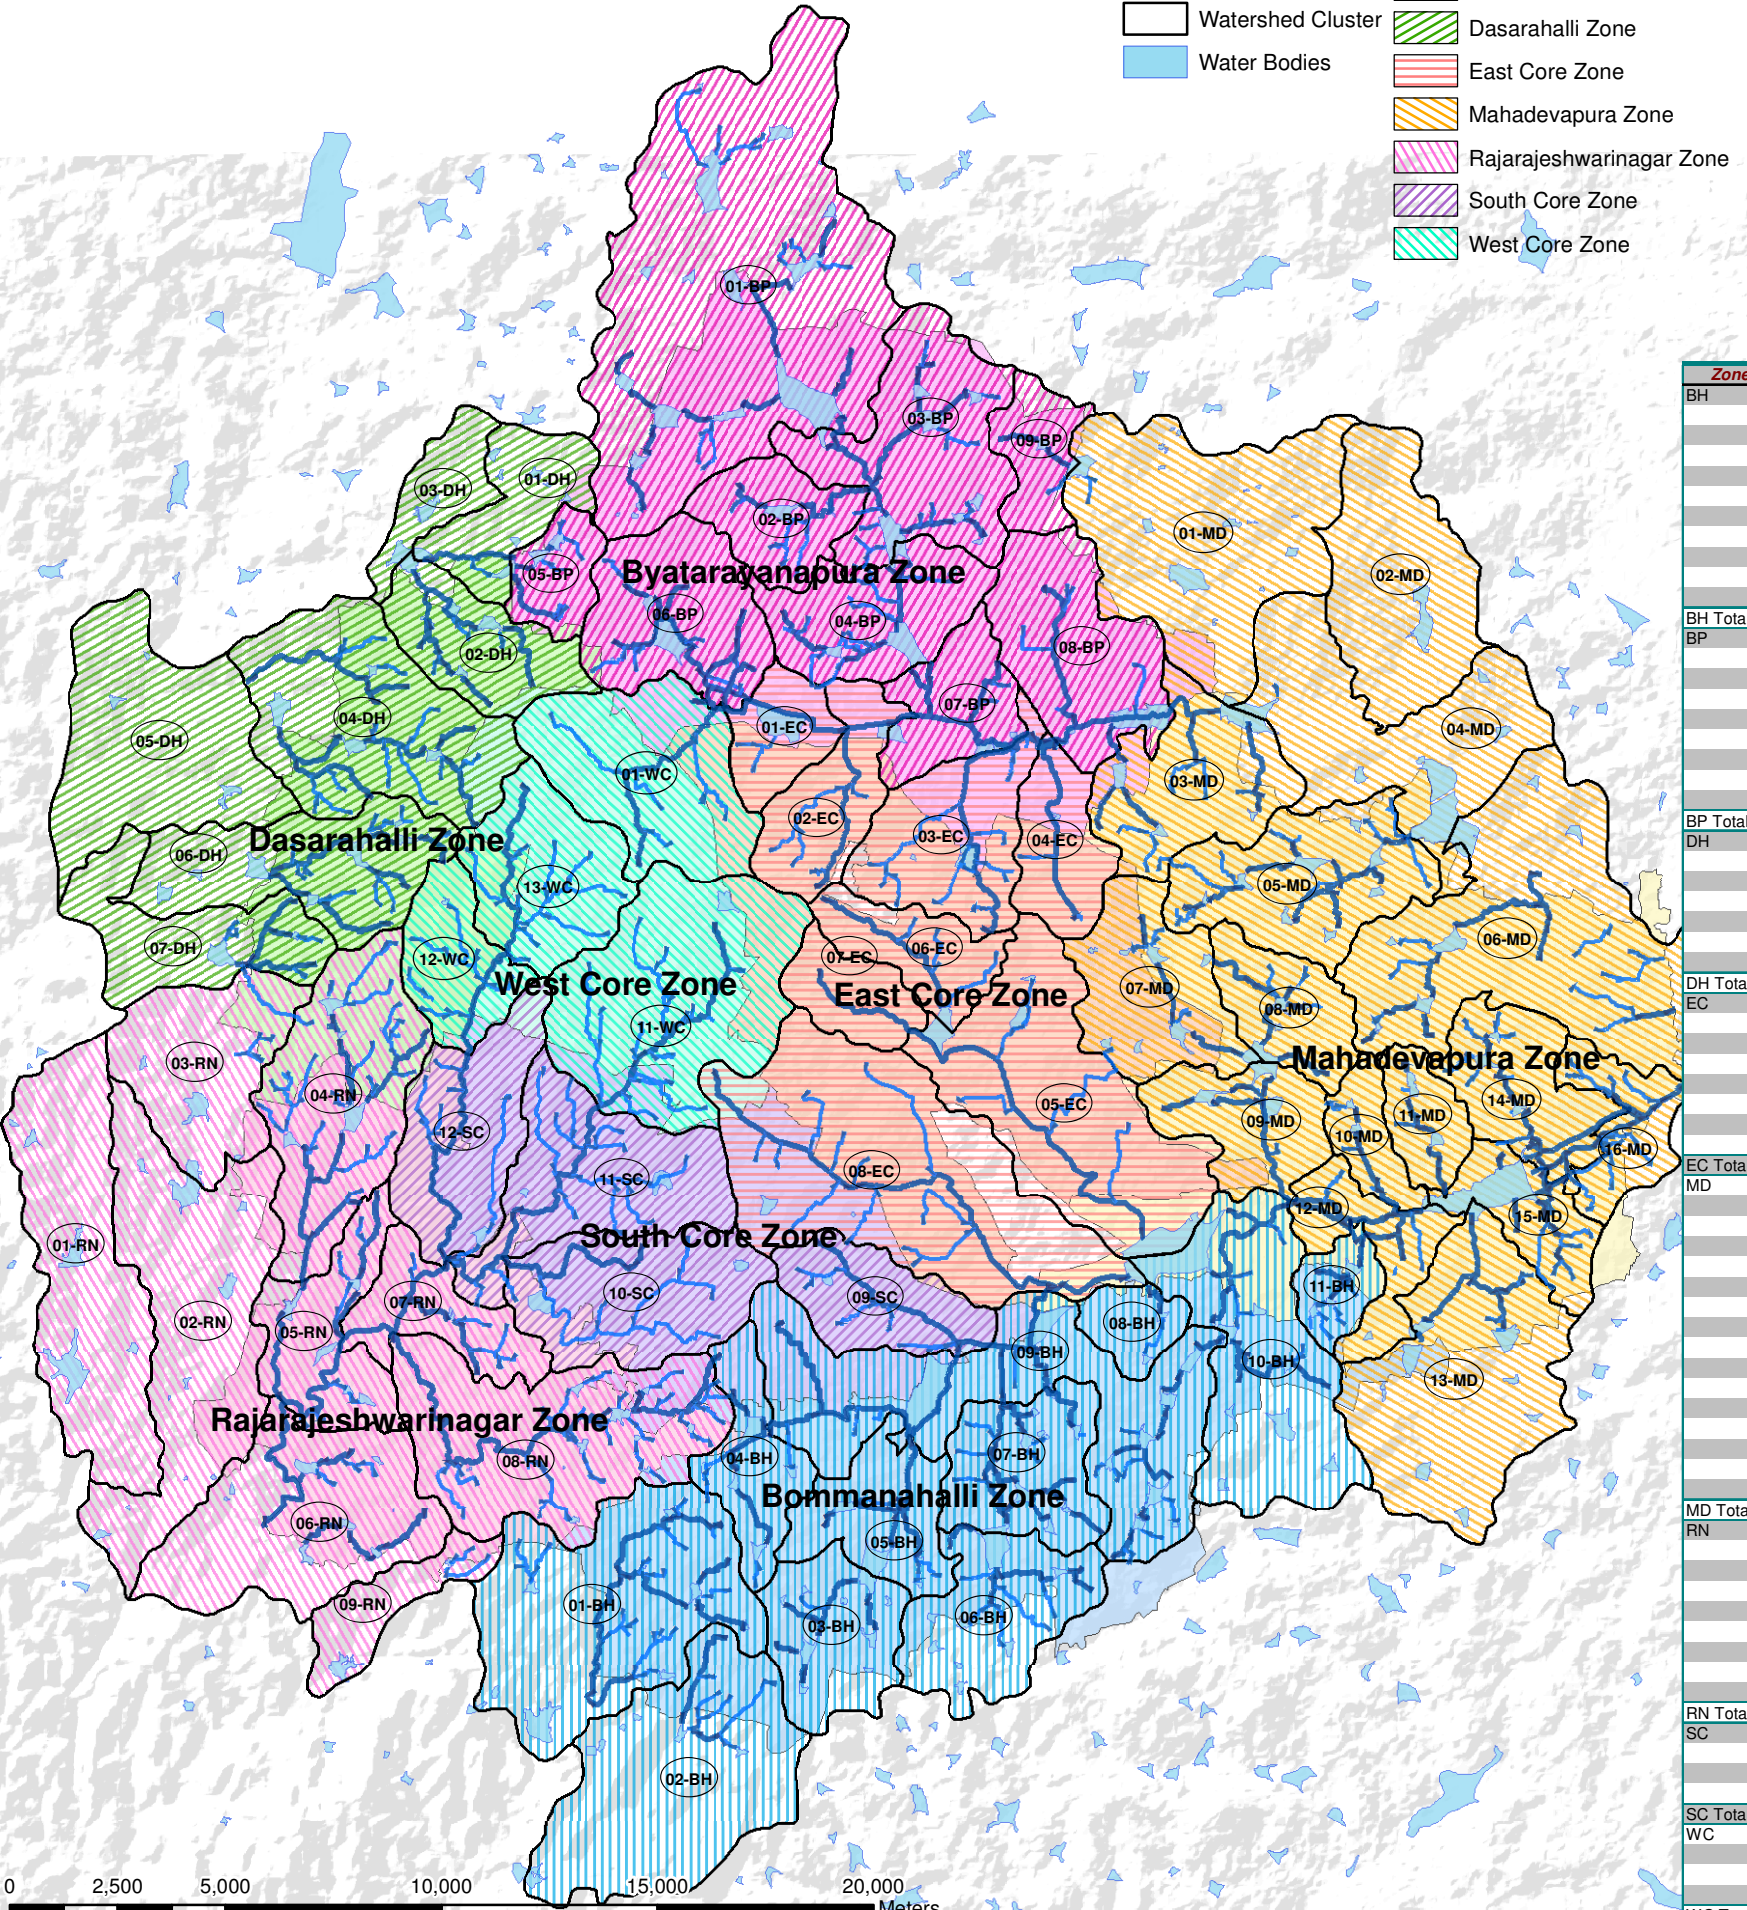 Watershed Cluster
Water Bodies
Dasarahalli Zone
East Core Zone
Mahadevapura Zone
Rajarajeshwarinagar Zone
South Core Zone
West Core Zone
01-BP
03-BP
09-BP
03-DH
01-DH
02-BP
01-MD
05-BP
Byatarayanapura Zone
02-MD
06-BP
04-BP
02-DH
08-BP
04-DH
07-BP
05-DH
01-EC
04-MD
01-WC
03-MD
02-EC
03-EC
04-EC
Dasarahalli Zone
06-DH
13-WC
05-MD
07-DH
12-WC
07-EC
06-EC
06-MD
West Core Zone
East Core Zone
07-MD
08-MD
11-WC
03-RN
Mahadevapura Zone
04-RN
05-EC
14-MD
12-SC
09-MD
10-MD
11-MD
16-MD
11-SC
08-EC
01-RN
South Core Zone
12-MD
15-MD
02-RN
07-RN
10-SC
09-SC
11-BH
05-RN
08-BH
09-BH
10-BH
13-MD
Rajarajeshwarinagar Zone
08-RN
04-BH
07-BH
Bommanahalli Zone
06-RN
05-BH
09-RN
01-BH
03-BH
06-BH
02-BH
0 2,500 5,000 10,000 15,000 20,000
Meters
Zone
BH
BH Tota
BP
BP Total
DH
DH Tota
EC
EC Tota
MD
MD Tota
RN
RN Tota
SC
SC Tota
WC